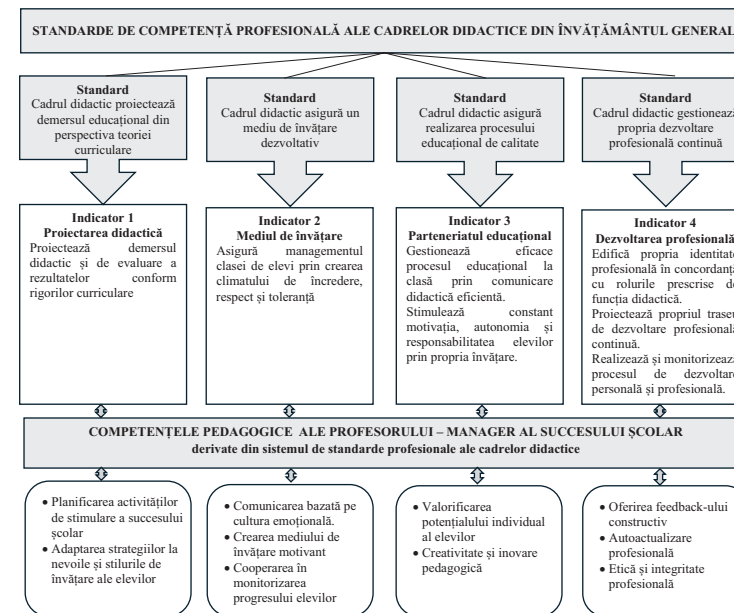 STANDARDE DE COMPETENȚĂ PROFESIONALĂ ALE CADRELOR DIDACTICE DIN ÎNVĂȚĂMÂNTUL GENERAL
Standard
Cadrul didactic proiectează
demersul educațional din
perspectiva teoriei
curriculare
Standard
Cadrul didactic asigură un
mediu de învățare
dezvoltativ
Standard
Cadrul didactic asigură
realizarea procesului
educațional de calitate
Standard
Cadrul didactic gestionează
propria dezvoltare
profesională continuă
Indicator 1
Proiectarea didactică
Proiectează demersul
didactic și de evaluare a
rezultatelor conform
rigorilor curriculare
Indicator 2
Mediul de învățare
Asigură managementul
clasei de elevi prin crearea
climatului de încredere,
respect și toleranță
Indicator 3
Parteneriatul educațional
Gestionează eficace
procesul educațional la
clasă prin comunicare
didactică eficientă.
Stimulează constant
motivația, autonomia și
responsabilitatea elevilor
prin propria învățare.
Indicator 4
Dezvoltarea profesională
Edifică propria identitate
profesională în concordanță
cu rolurile prescrise de
funcția didactică.
Proiectează propriul traseu
de dezvoltare profesională
continuă.
Realizează și monitorizează
procesul de dezvoltare
personală și profesională.
COMPETENȚELE PEDAGOGICE ALE PROFESORULUI – MANAGER AL SUCCESULUI ȘCOLAR
derivate din sistemul de standarde profesionale ale cadrelor didactice
• Planificarea activităților
de stimulare a succesului
școlar
• Adaptarea strategiilor la
nevoile și stilurile de
învățare ale elevilor
• Comunicarea bazată pe
cultura emoțională.
• Crearea mediului de
învățare motivant
• Cooperarea în
monitorizarea
progresului elevilor
• Valorificarea
potențialului individual
al elevilor
• Creativitate și inovare
pedagogică
• Oferirea feedback-ului
constructiv
• Autoactualizare
profesională
• Etică și integritate
profesională